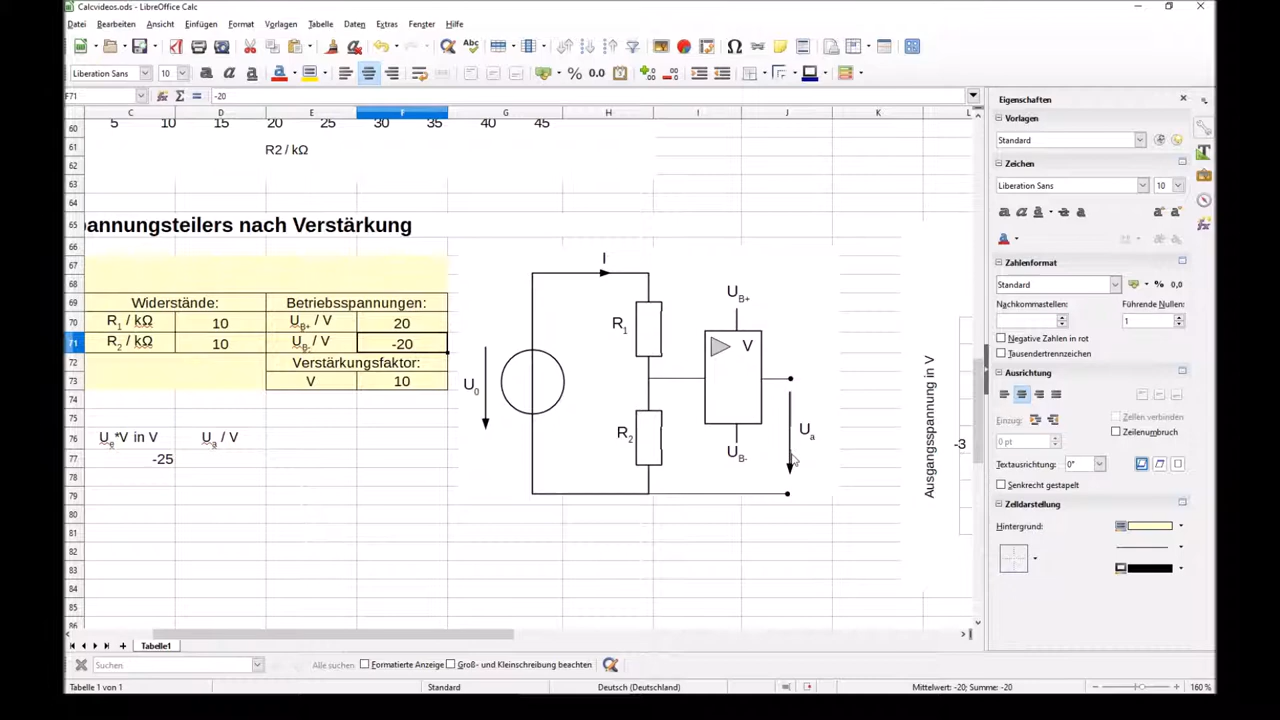 Calcvideos.ods - LibreOffice Calc
Datei Bearbeiten Ansicht Einfügen Format Vorlagen Tabelle Daten Extras Fenster Hilfe
Liberation Sans 10
F71 -20
C D E F G H I J K L
60 5 10 15 20 25 30 35 40 45
61 R2 / kΩ
62
63
64
65 pannungsteilers nach Verstärkung
66
67
68
69 Widerstände: Betriebsspannungen:
70 R1 / kΩ 10 UB+ / V 20
71 R2 / kΩ 10 UB- / V -20
72 Verstärkungsfaktor:
73 V 10
74
75
76 Ue*V in V Ua / V
77 -25
78
79
80
81
82
83
84
85
86
I
R1
R2
U0
UB+
V
UB-
Ua
Ausgangsspannung in V
-3
Tabelle1
Suchen Alle suchen Formatierte Anzeige Groß- und Kleinschreibung beachten
Tabelle 1 von 1 Standard Deutsch (Deutschland) Mittelwert: -20; Summe: -20 160 %
Eigenschaften
Vorlagen
Standard
Zeichen
Liberation Sans 10
Zahlenformat
Standard % 0,0
Nachkommastellen: Führende Nullen:
1
Negative Zahlen in rot
Tausendertrennzeichen
Ausrichtung
Einzug: Zellen verbinden
0 pt Zeilenumbruch
Textausrichtung: 0°
Senkrecht gestapelt
Zelldarstellung
Hintergrund: